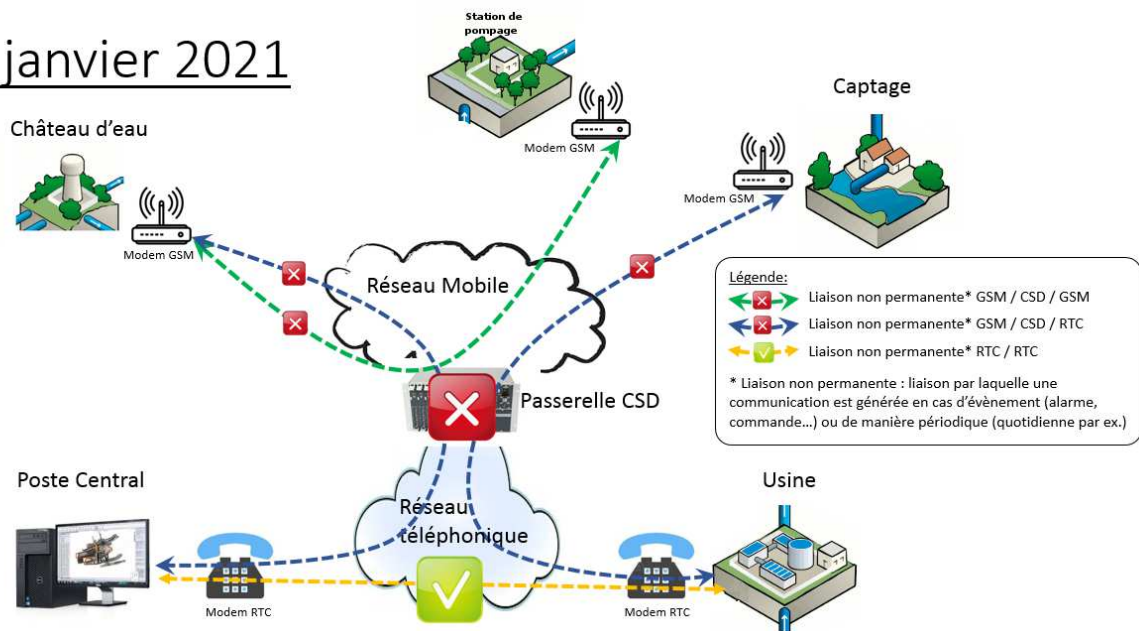 janvier 2021
Station de
pompage
Modem GSM
Captage
Modem GSM
Château d'eau
Modem GSM
Réseau Mobile
Légende:
Liaison non permanente* GSM / CSD / GSM
Liaison non permanente* GSM / CSD / RTC
Liaison non permanente* RTC / RTC
* Liaison non permanente : liaison par laquelle une
communication est générée en cas d'évènement (alarme,
commande...) ou de manière périodique (quotidienne par ex.)
Passerelle CSD
Poste Central
Réseau
téléphonique
Usine
Modem RTC
Modem RTC